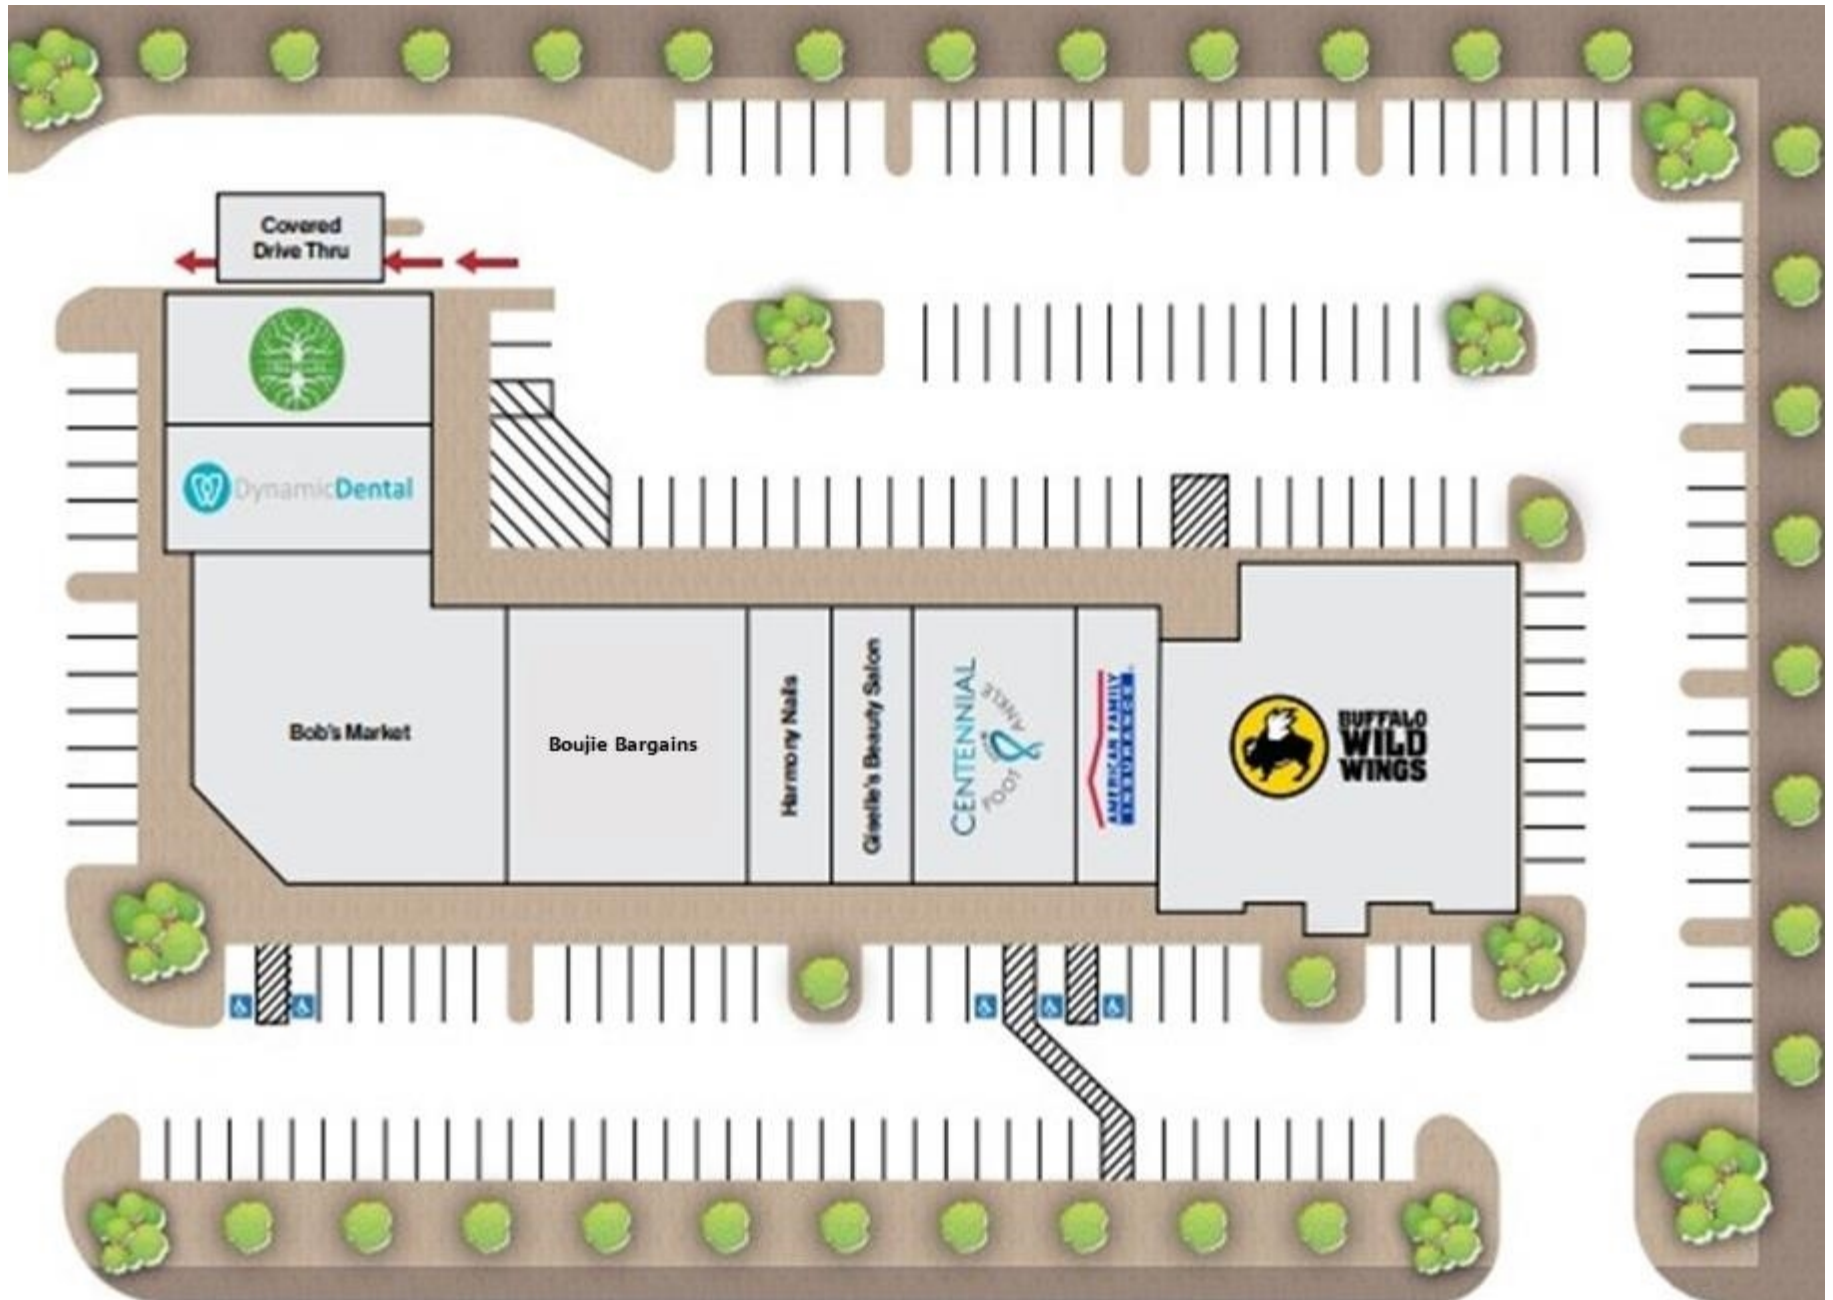 Covered
Drive Thru
DynamicDental
Bob's Market
Boujie Bargains
Harmony Nails
Giselle's Beauty Salon
CENTENNIAL
FOOT
ANKLE
AMERICAN FAMILY
INSURANCE
BUFFALO
WILD
WINGS